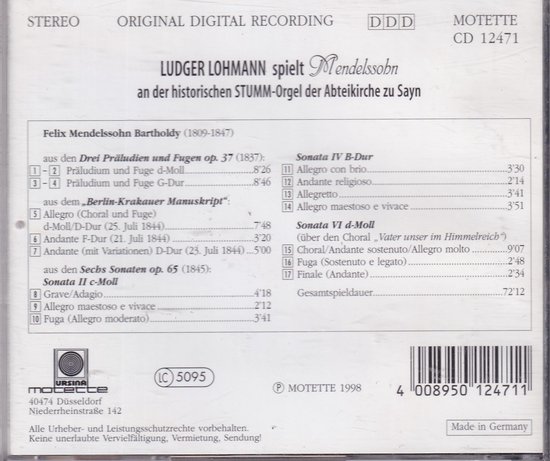 STEREO ORIGINAL DIGITAL RECORDING DDD MOTETTE
CD 12471
LUDGER LOHMANN spielt Mendelssohn
an der historischen STUMM-Orgel der Abteikirche zu Sayn
Felix Mendelssohn Bartholdy (1809-1847)
aus den Drei Präludien und Fugen op. 37 (1837):
1 - 2 Präludium und Fuge d-Moll 8'26
3 - 4 Präludium und Fuge G-Dur 8'46
aus dem „Berlin-Krakauer Manuskript":
5 Allegro (Choral und Fuge)
d-Moll/D-Dur (25. Juli 1844) 7'48
6 Andante F-Dur (21. Juli 1844) 3'20
7 Andante (mit Variationen) D-Dur (23. Juli 1844) 5'00
aus den Sechs Sonaten op. 65 (1845):
Sonata II c-Moll
8 Grave/Adagio 4'18
9 Allegro maestoso e vivace 2'12
10 Fuga (Allegro moderato) 3'41
Sonata IV B-Dur
11 Allegro con brio 3'30
12 Andante religioso 2'14
13 Allegretto 3'41
14 Allegro maestoso e vivace 3'51
Sonata VI d-Moll
(über den Choral „Vater unser im Himmelreich")
15 Choral/Andante sostenuto/Allegro molto 9'07
16 Fuga (Sostenuto e legato) 2'48
17 Finale (Andante) 2'34
Gesamtspieldauer 72'12
URSINA
motette
40474 Düsseldorf
Niederrheinstraße 142
LC 5095
Ⓟ MOTETTE 1998
4 008950 124711
Alle Urheber- und Leistungsschutzrechte vorbehalten.
Keine unerlaubte Vervielfältigung, Vermietung, Sendung!
Made in Germany